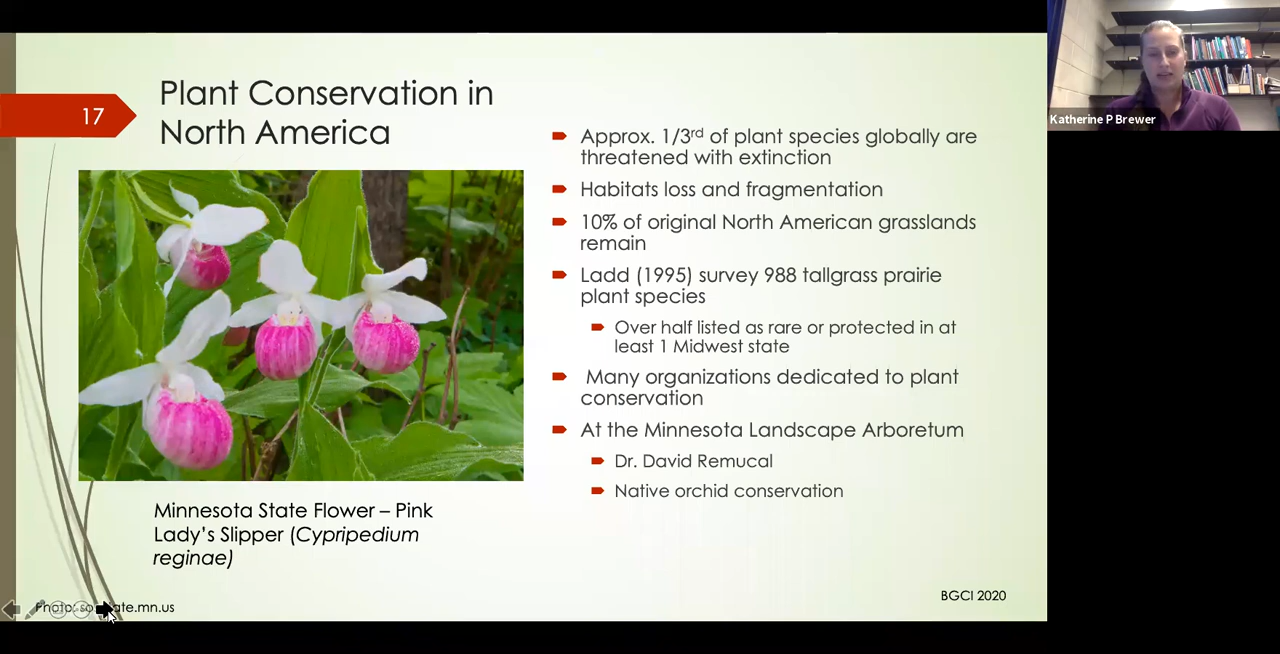 17
Plant Conservation in
North America
Approx. 1/3rd of plant species globally are
threatened with extinction
Habitats loss and fragmentation
10% of original North American grasslands
remain
Ladd (1995) survey 988 tallgrass prairie
plant species
Over half listed as rare or protected in at
least 1 Midwest state
Many organizations dedicated to plant
conservation
At the Minnesota Landscape Arboretum
Dr. David Remucal
Native orchid conservation
Minnesota State Flower – Pink
Lady's Slipper (Cypripedium
reginae)
Photo: ate.mn.us
BGCI 2020
Katherine P Brewer